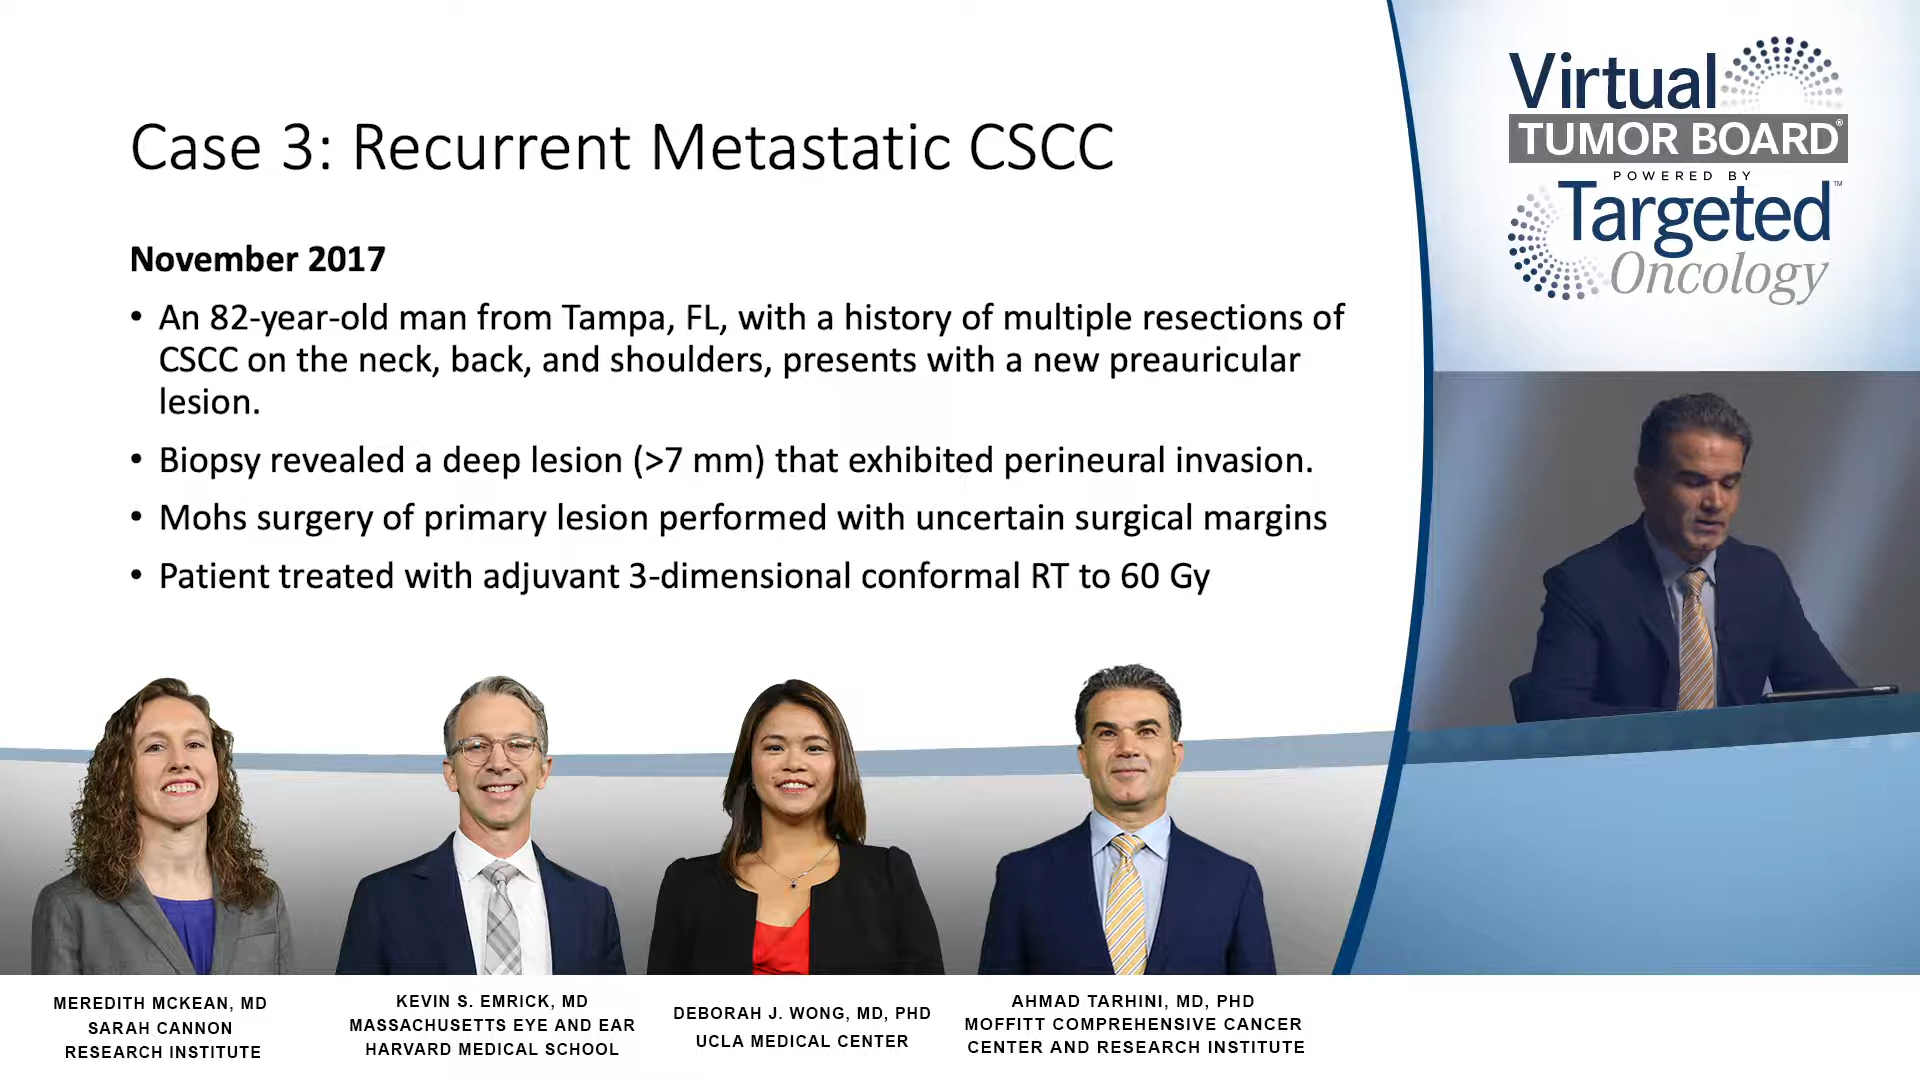 Case 3: Recurrent Metastatic CSCC
November 2017
• An 82-year-old man from Tampa, FL, with a history of multiple resections of
CSCC on the neck, back, and shoulders, presents with a new preauricular
lesion.
• Biopsy revealed a deep lesion (>7 mm) that exhibited perineural invasion.
• Mohs surgery of primary lesion performed with uncertain surgical margins
• Patient treated with adjuvant 3-dimensional conformal RT to 60 Gy
Virtual
TUMOR BOARD®
POWERED BY
Targeted™
Oncology
MEREDITH MCKEAN, MD
SARAH CANNON
RESEARCH INSTITUTE
KEVIN S. EMRICK, MD
MASSACHUSETTS EYE AND EAR
HARVARD MEDICAL SCHOOL
DEBORAH J. WONG, MD, PHD
UCLA MEDICAL CENTER
AHMAD TARHINI, MD, PHD
MOFFITT COMPREHENSIVE CANCER
CENTER AND RESEARCH INSTITUTE